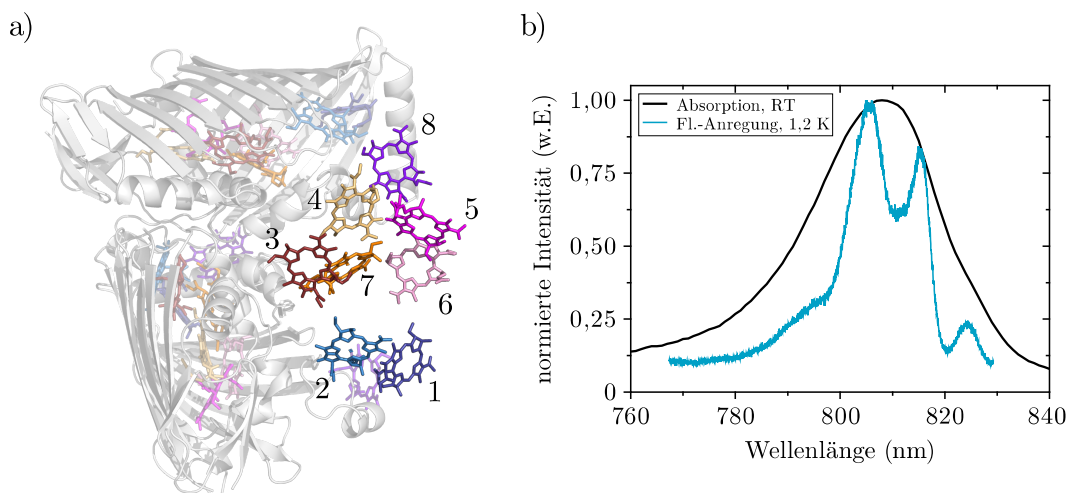 a)
8
4
5
3
7
6
2
1
b)
1,00
0,75
0,50
0,25
0
normierte Intensität (w.E.)
Absorption, RT
Fl.-Anregung, 1,2 K
760 780 800 820 840
Wellenlänge (nm)